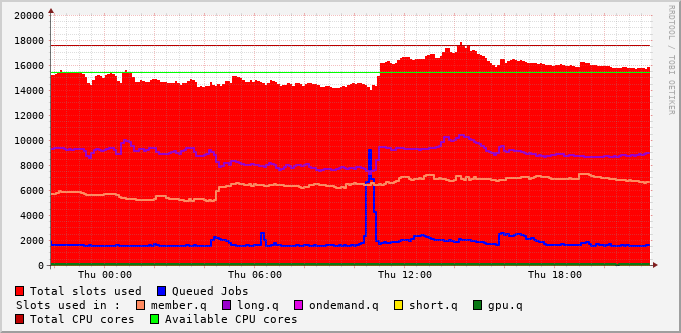 20000
18000
16000
14000
12000
10000
8000
6000
4000
2000
0
Thu 00:00 Thu 06:00 Thu 12:00 Thu 18:00
RRDTOOL / TOBI OETIKER
Total slots used Queued Jobs
Slots used in : member.q long.q ondemand.q short.q gpu.q
Total CPU cores Available CPU cores